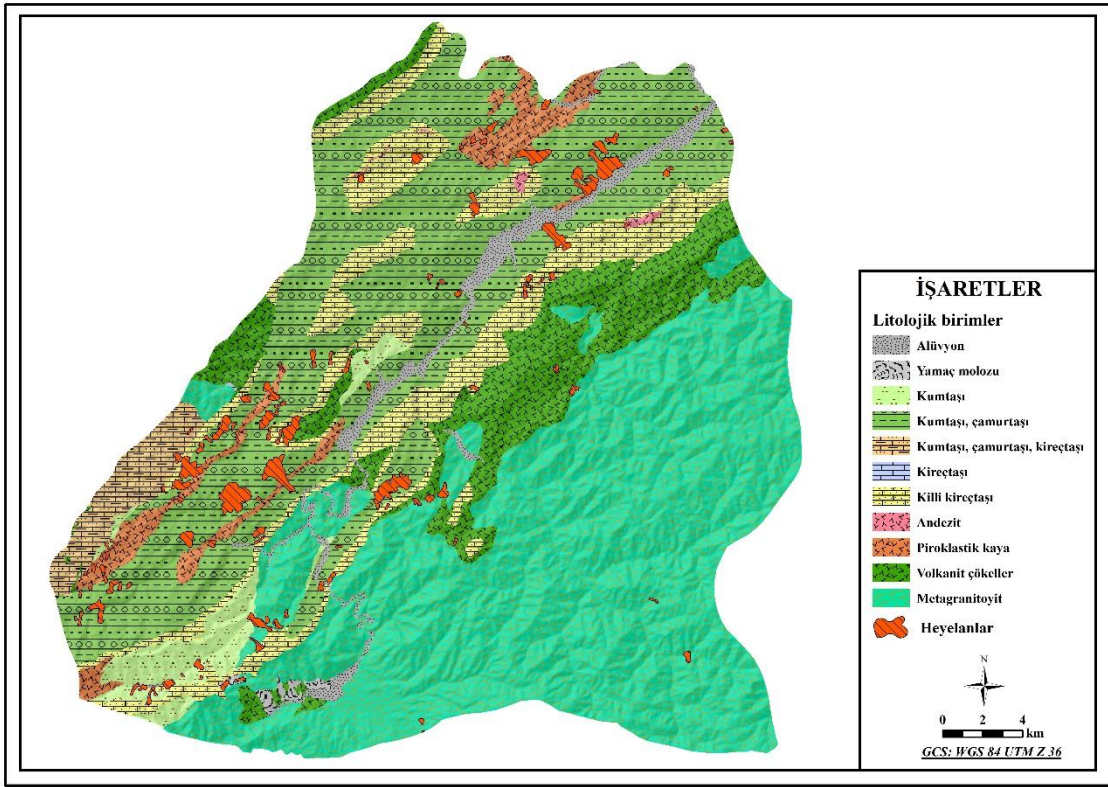 İŞARETLER
Litolojik birimler
Alüvyon
Yamaç molozu
Kumtaşı
Kumtaşı, çamurtaşı
Kumtaşı, çamurtaşı, kireçtaşı
Kireçtaşı
Killi kireçtaşı
Andezit
Piroklastik kaya
Volkanit çökeller
Metagranitoyit
Heyelanlar
N
0 2 4
km
GCS: WGS 84 UTM Z 36